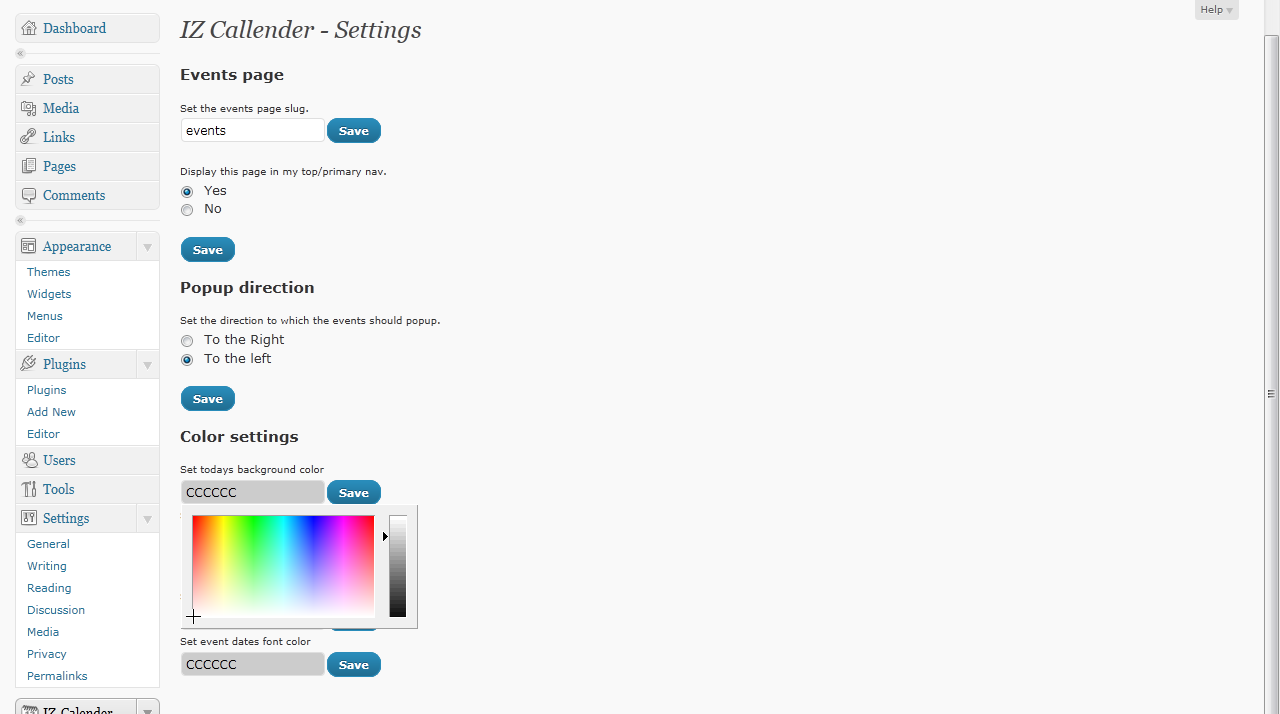 Help
Dashboard
Posts
Media
Links
Pages
Comments
Appearance
Themes
Widgets
Menus
Editor
Plugins
Plugins
Add New
Editor
Users
Tools
Settings
General
Writing
Reading
Discussion
Media
Privacy
Permalinks
IZ Calender
IZ Callender - Settings
Events page
Set the events page slug.
events Save
Display this page in my top/primary nav.
Yes
No
Save
Popup direction
Set the direction to which the events should popup.
To the Right
To the left
Save
Color settings
Set todays background color
CCCCCC Save
Set event dates font color
CCCCCC Save